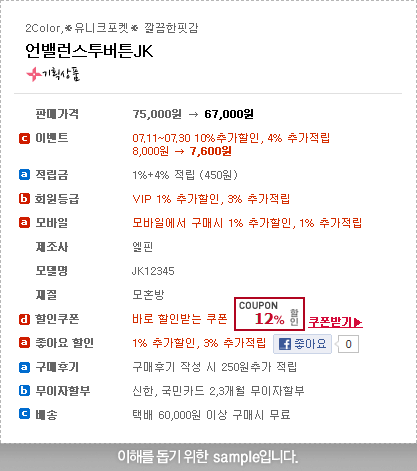 2Color,※유니크포켓※ 깔끔한핏감
언밸런스투버튼JK
기획상품
판매가격 75,000원 → 67,000원
c 이벤트 07.11~07.30 10%추가할인, 4% 추가적립
8,000원 → 7,600원
a 적립금 1%+4% 적립 (450원)
b 회원등급 VIP 1% 추가할인, 3% 추가적립
a 모바일 모바일에서 구매시 1% 추가할인, 1% 추가적립
제조사 엘핀
모델명 JK12345
재질 모혼방
d 할인쿠폰 바로 할인받는 쿠폰 COUPON 12% 할인 쿠폰받기▶
a 좋아요 할인 1% 추가할인, 3% 추가적립 f 좋아요 0
a 구매후기 구매후기 작성 시 250원추가 적립
b 무이자할부 신한, 국민카드 2,3개월 무이자할부
c 배송 택배 60,000원 이상 구매시 무료
이해를 돕기 위한 sample입니다.